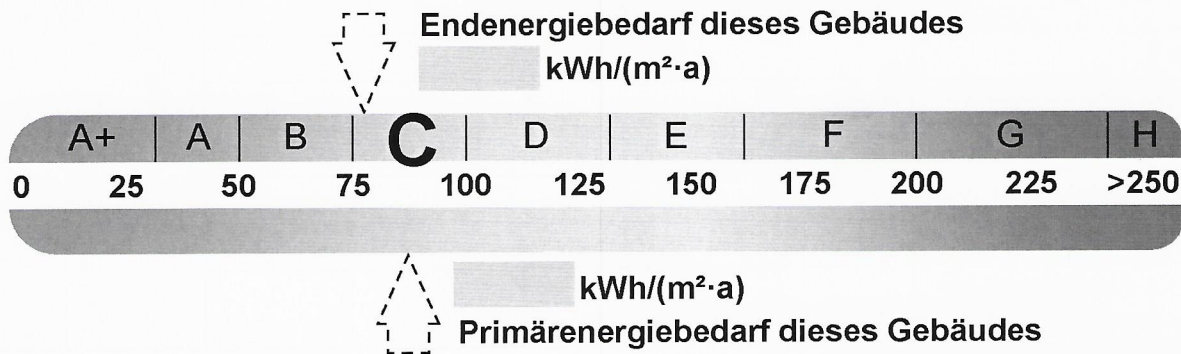 Endenergiebedarf dieses Gebäudes
kWh/(m²·a)
A+ A B C D E F G H
0 25 50 75 100 125 150 175 200 225 >250
kWh/(m²·a)
Primärenergiebedarf dieses Gebäudes